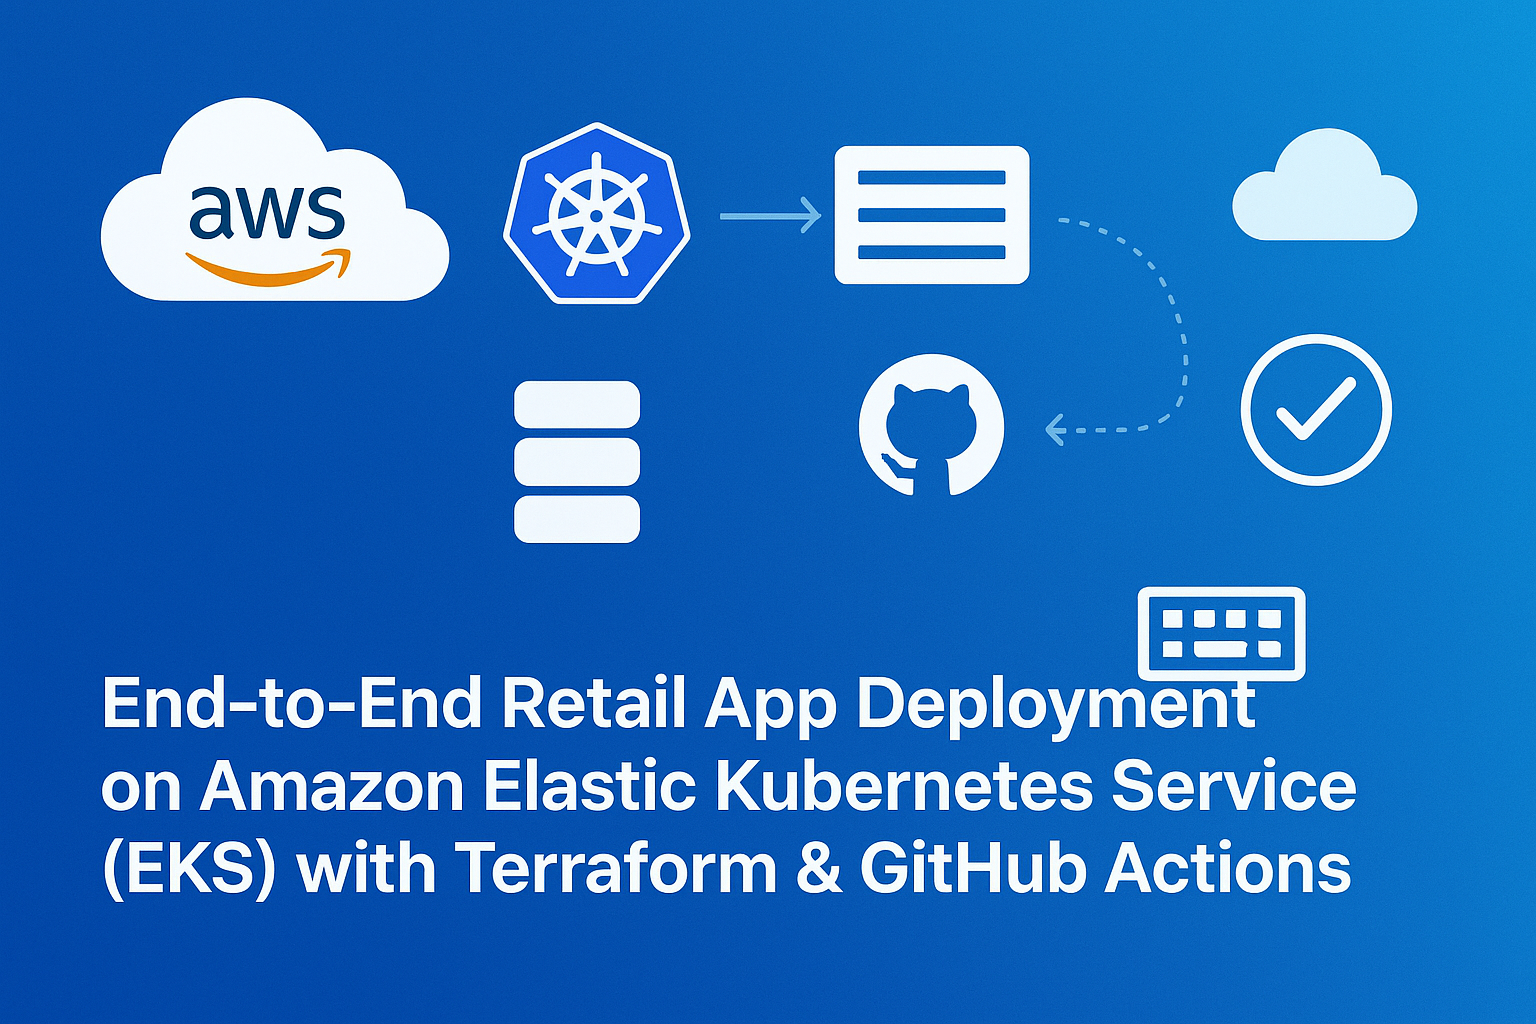 aws
End-to-End Retail App Deployment
on Amazon Elastic Kubernetes Service
(EKS) with Terraform & GitHub Actions